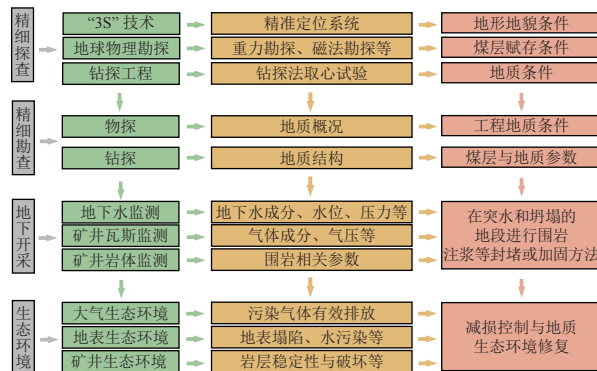 精细探查
“3S” 技术
精准定位系统
地形地貌条件
地球物理勘探
重力勘探、磁法勘探等
煤层赋存条件
钻探工程
钻探法取心试验
地质条件
精细勘查
物探
地质概况
工程地质条件
钻探
地质结构
煤层与地质参数
地下开采
地下水监测
地下水成分、水位、压力等
矿井瓦斯监测
气体成分、气压等
矿井岩体监测
围岩相关参数
在突水和坍塌的
地段进行围岩
注浆等封堵或加固方法
生态环境
大气生态环境
污染气体有效排放
地表生态环境
地表塌陷、水污染等
矿井生态环境
岩层稳定性与破坏等
减损控制与地质
生态环境修复